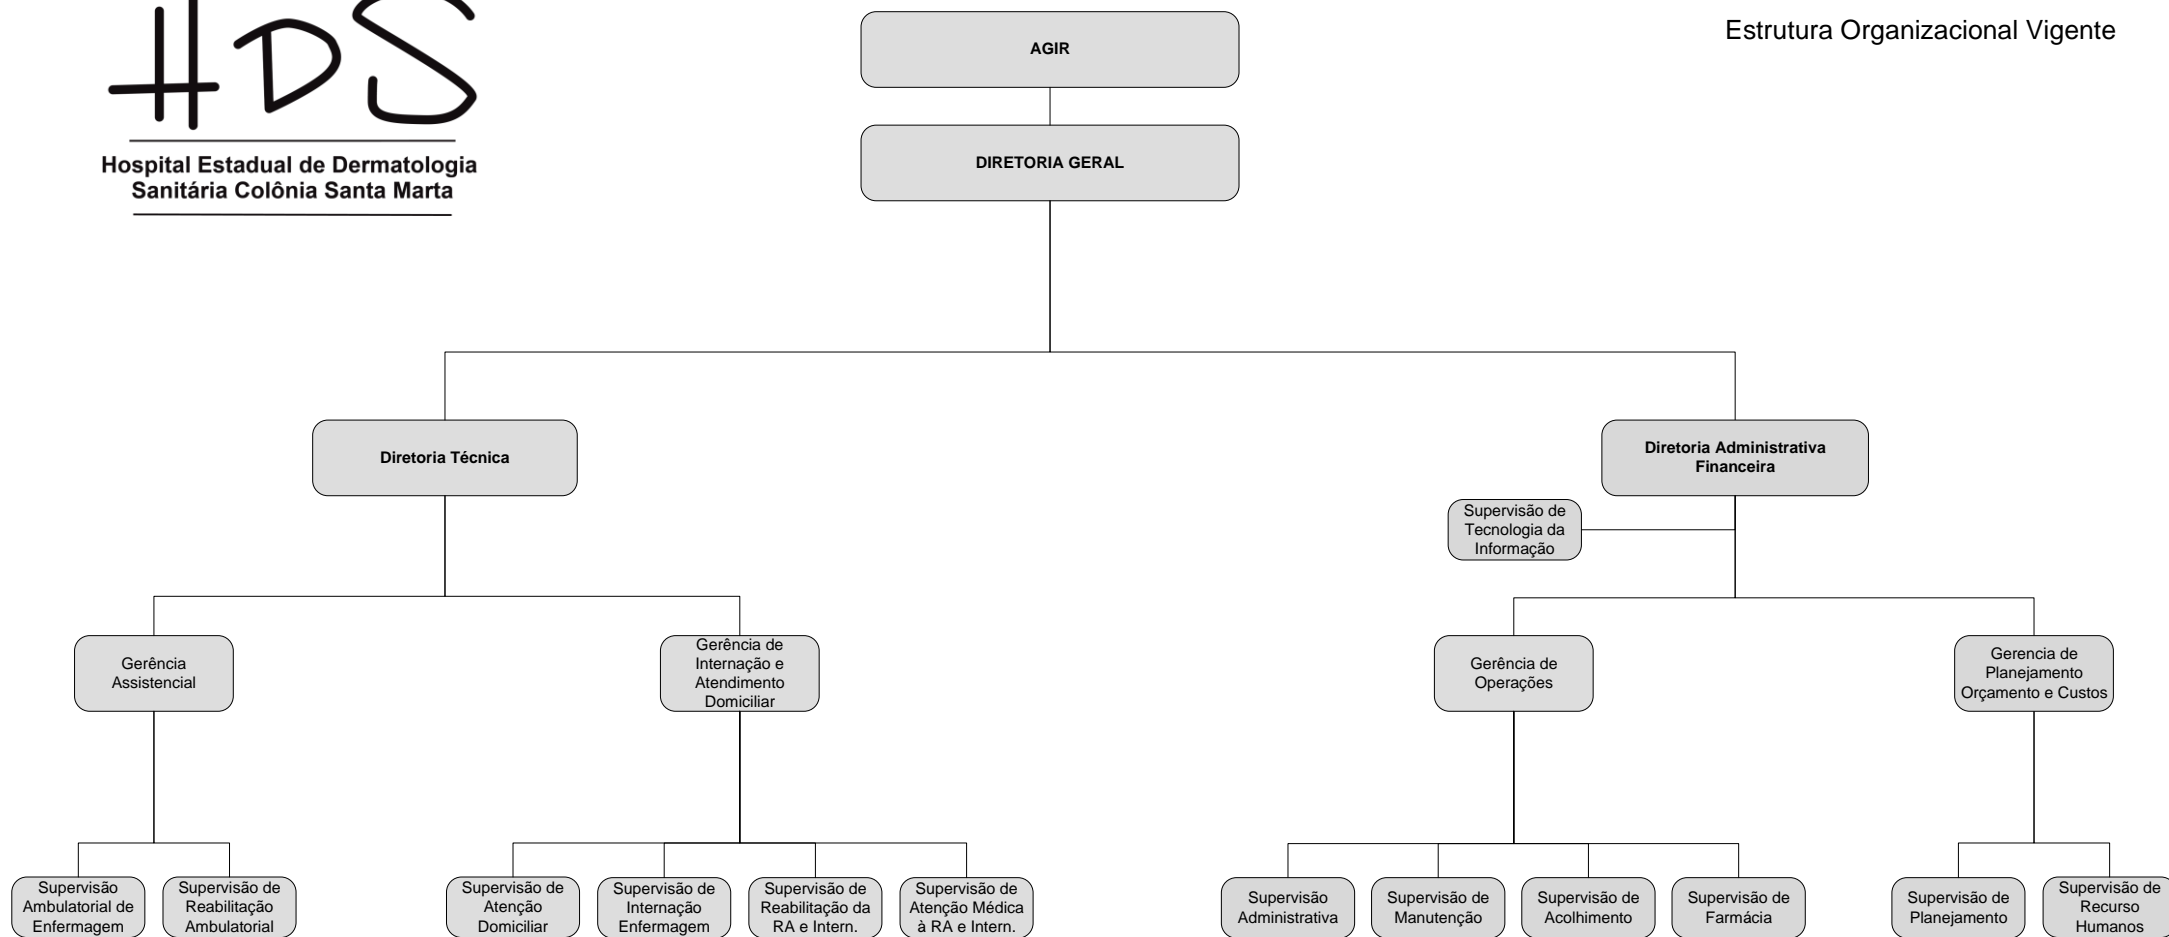 HDS
Hospital Estadual de Dermatologia
Sanitária Colônia Santa Marta
Estrutura Organizacional Vigente
AGIR
DIRETORIA GERAL
Diretoria Técnica
Diretoria Administrativa
Financeira
Supervisão de
Tecnologia da
Informação
Gerência
Assistencial
Gerência de
Internação e
Atendimento
Domiciliar
Gerência de
Operações
Gerencia de
Planejamento
Orçamento e Custos
Supervisão
Ambulatorial de
Enfermagem
Supervisão de
Reabilitação
Ambulatorial
Supervisão de
Atenção
Domiciliar
Supervisão de
Internação
Enfermagem
Supervisão de
Reabilitação da
RA e Intern.
Supervisão de
Atenção Médica
à RA e Intern.
Supervisão
Administrativa
Supervisão de
Manutenção
Supervisão de
Acolhimento
Supervisão de
Farmácia
Supervisão de
Planejamento
Supervisão de
Recurso
Humanos